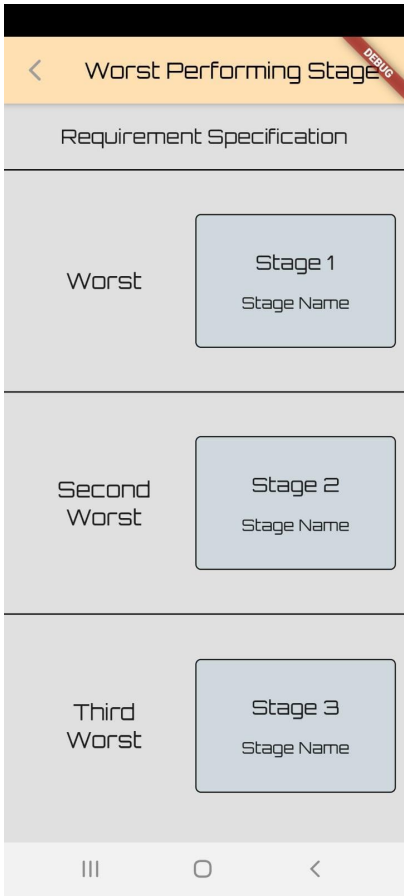 Worst Performing Stage
DEBUG
Requirement Specification
Worst
Stage 1
Stage Name
Second
Worst
Stage 2
Stage Name
Third
Worst
Stage 3
Stage Name